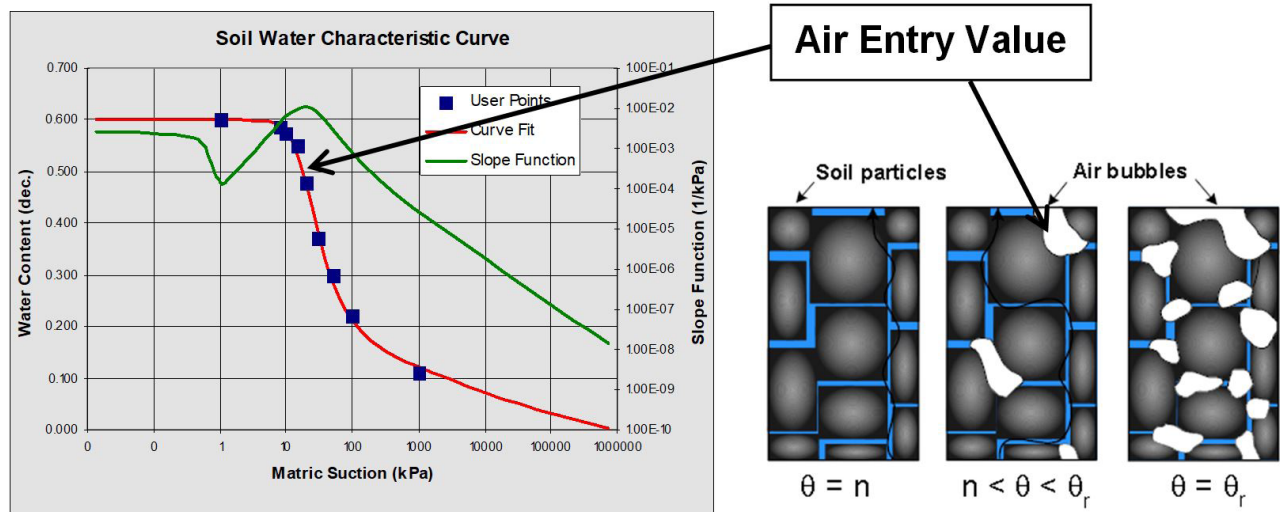 Soil Water Characteristic Curve
Air Entry Value
0.700
0.600
0.500
0.400
0.300
0.200
0.100
0.000
Water Content (dec.)
0
0
1
10
100
1000
10000
100000
1000000
Matric Suction (kPa)
100E-01
100E-02
100E-03
100E-04
100E-05
100E-06
100E-07
100E-08
100E-09
100E-10
Slope Function (1/kPa)
User Points
Curve Fit
Slope Function
Soil particles
Air bubbles
θ = n
n < θ < θr
θ = θr